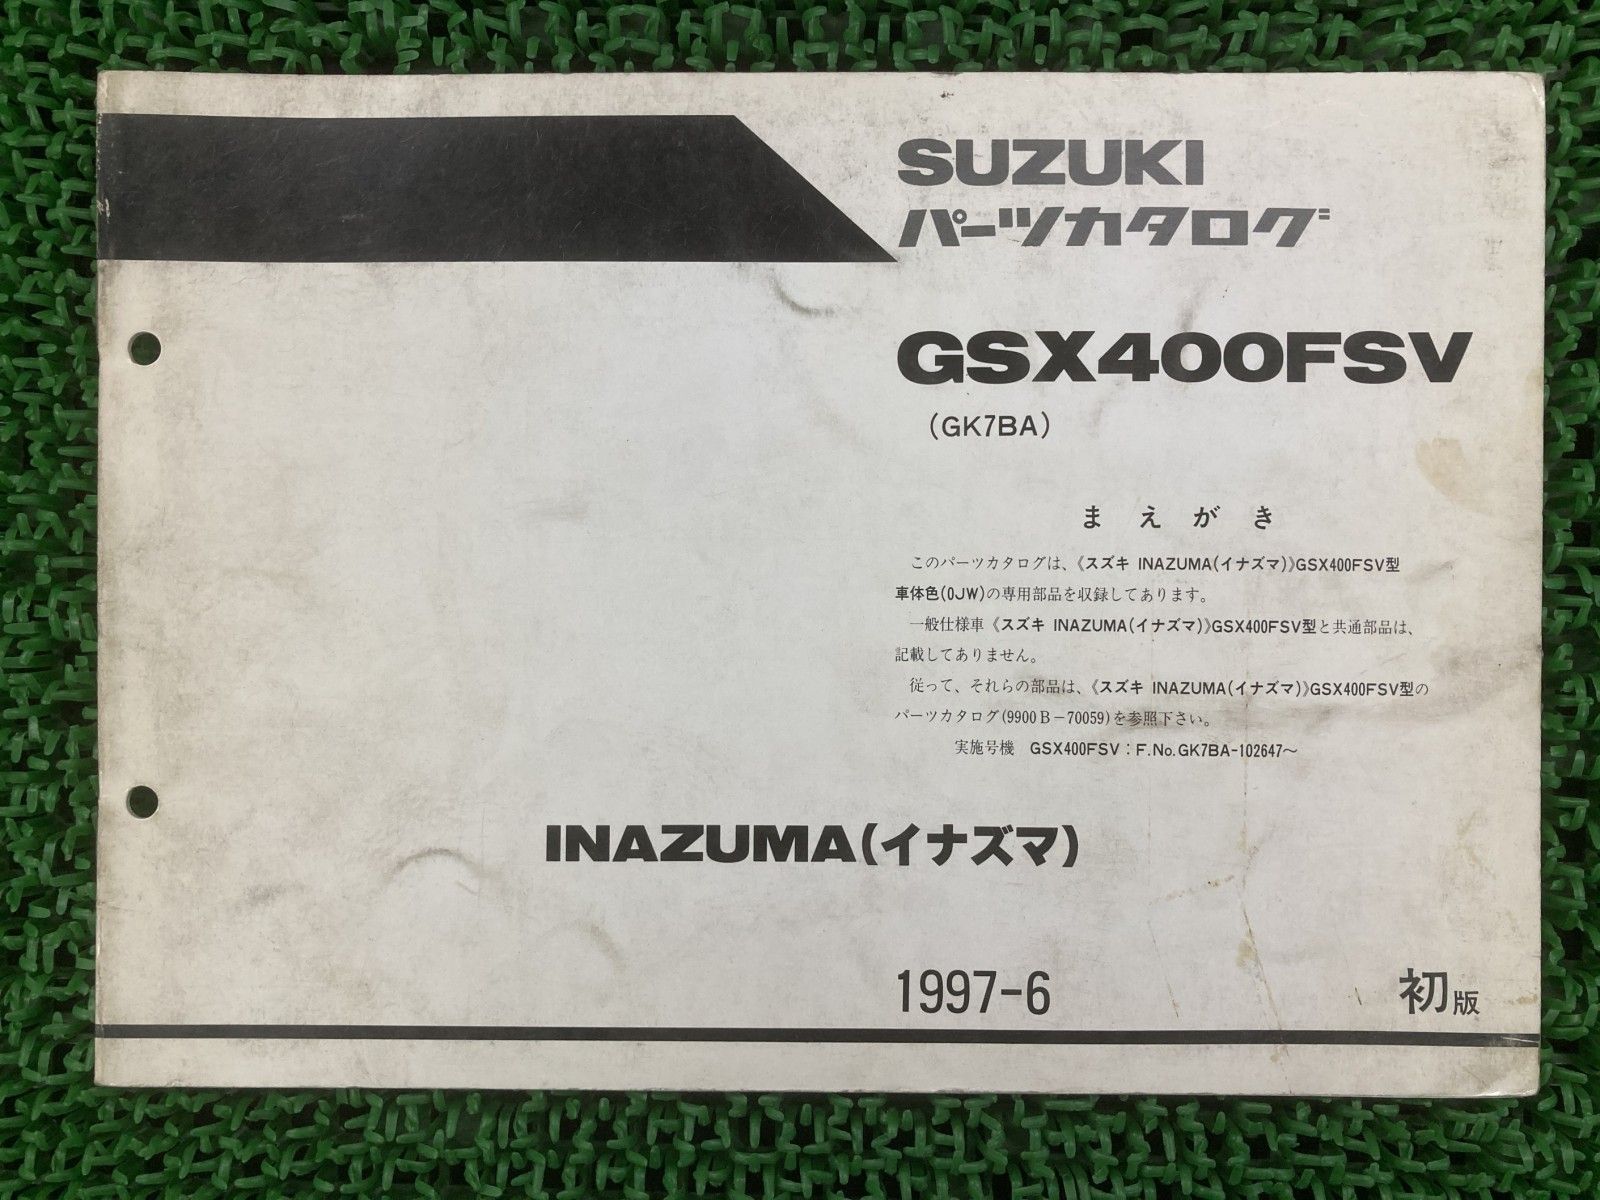 SUZUKI
パーツカタログ
GSX400FSV
(GK7BA)
まえがき
このパーツカタログは、《スズキ INAZUMA(イナズマ)》GSX400FSV型
車体色(0JW)の専用部品を収録してあります。
一般仕様車《スズキ INAZUMA(イナズマ)》GSX400FSV型と共通部品は、
記載してありません。
従って、それらの部品は、《スズキ INAZUMA(イナズマ)》GSX400FSV型の
パーツカタログ(9900B-70059)を参照下さい。
実施号機 GSX400FSV:F.No.GK7BA-102647〜
INAZUMA(イナズマ)
1997-6 初版